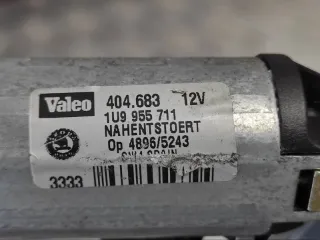 Valeo 404.683 12V
1U9 955 711
NAHENTSTOERT
Op 4896/5243
3333